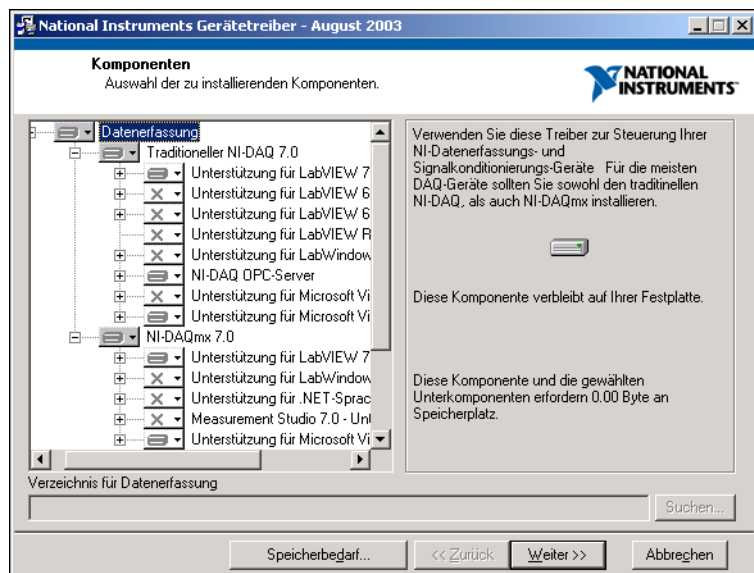 National Instruments Gerätetreiber - August 2003
Komponenten
Auswahl der zu installierenden Komponenten.
NATIONAL
INSTRUMENTS
Datenerfassung
Traditioneller NI-DAQ 7.0
Unterstützung für LabVIEW 7
Unterstützung für LabVIEW 6
Unterstützung für LabVIEW 6
Unterstützung für LabVIEW R
Unterstützung für LabWindow
NI-DAQ OPC-Server
Unterstützung für Microsoft Vi
Unterstützung für Microsoft Vi
NI-DAQmx 7.0
Unterstützung für LabVIEW 7
Unterstützung für LabWindow
Unterstützung für .NET-Sprac
Measurement Studio 7.0 - Unt
Unterstützung für Microsoft Vi
Verwenden Sie diese Treiber zur Steuerung Ihrer
NI-Datenerfassungs- und
Signalkonditionierungs-Geräte Für die meisten
DAQ-Geräte sollten Sie sowohl den traditinellen
NI-DAQ, als auch NI-DAQmx installieren.
Diese Komponente verbleibt auf Ihrer Festplatte.
Diese Komponente und die gewählten
Unterkomponenten erfordern 0.00 Byte an
Speicherplatz.
Verzeichnis für Datenerfassung
Suchen...
Speicherbedarf...
<< Zurück
Weiter >>
Abbrechen